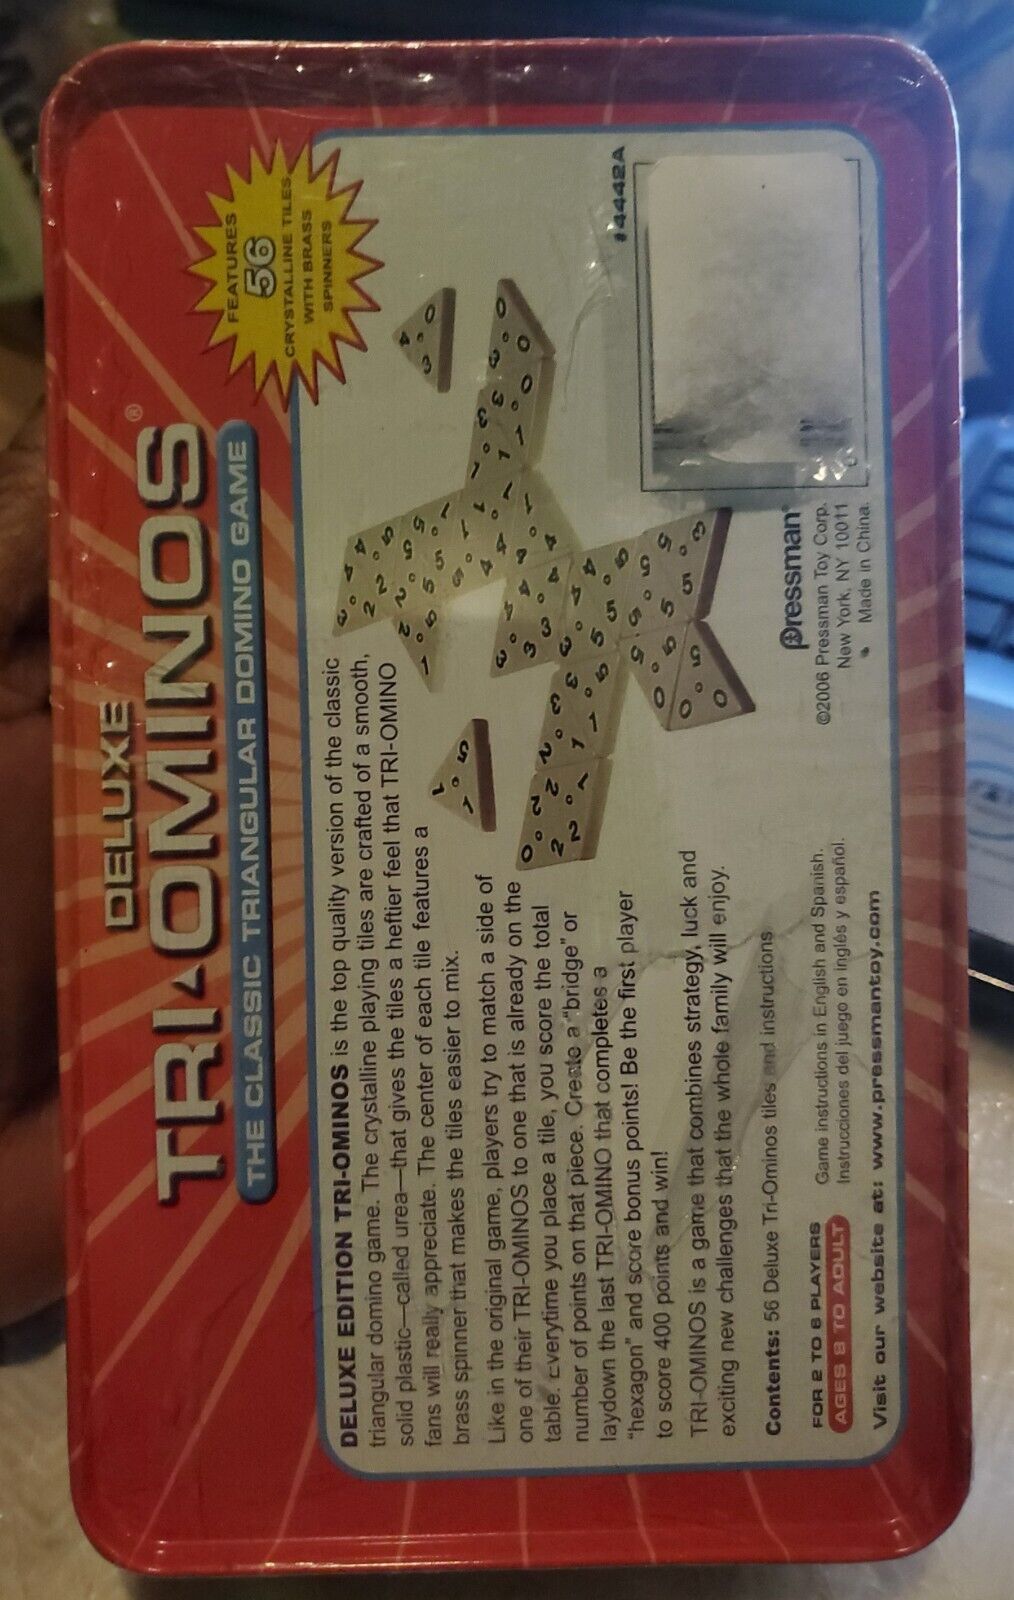 DELUXE
TRI-OMINOS®
THE CLASSIC TRIANGULAR DOMINO GAME
FEATURES
56
CRYSTALLINE TILES
WITH BRASS
SPINNERS
DELUXE EDITION TRI-OMINOS is the top quality version of the classic
triangular domino game. The crystalline playing tiles are crafted of a smooth,
solid plastic—called urea—that gives the tiles a heftier feel that TRI-OMINO
fans will really appreciate. The center of each tile features a
brass spinner that makes the tiles easier to mix.
Like in the original game, players try to match a side of
one of their TRI-OMINOS to one that is already on the
table. Everytime you place a tile, you score the total
number of points on that piece. Create a "bridge" or
laydown the last TRI-OMINO that completes a
"hexagon" and score bonus points! Be the first player
to score 400 points and win!
TRI-OMINOS is a game that combines strategy, luck and
exciting new challenges that the whole family will enjoy.
Contents: 56 Deluxe Tri-Ominos tiles and instructions
FOR 2 TO 6 PLAYERS
AGES 8 TO ADULT
Game instructions in English and Spanish.
Instrucciones del juego en inglés y español.
Visit our website at: www.pressmantoy.com
#4442A
Pressman®
©2006 Pressman Toy Corp.
New York, NY 10011
Made in China.